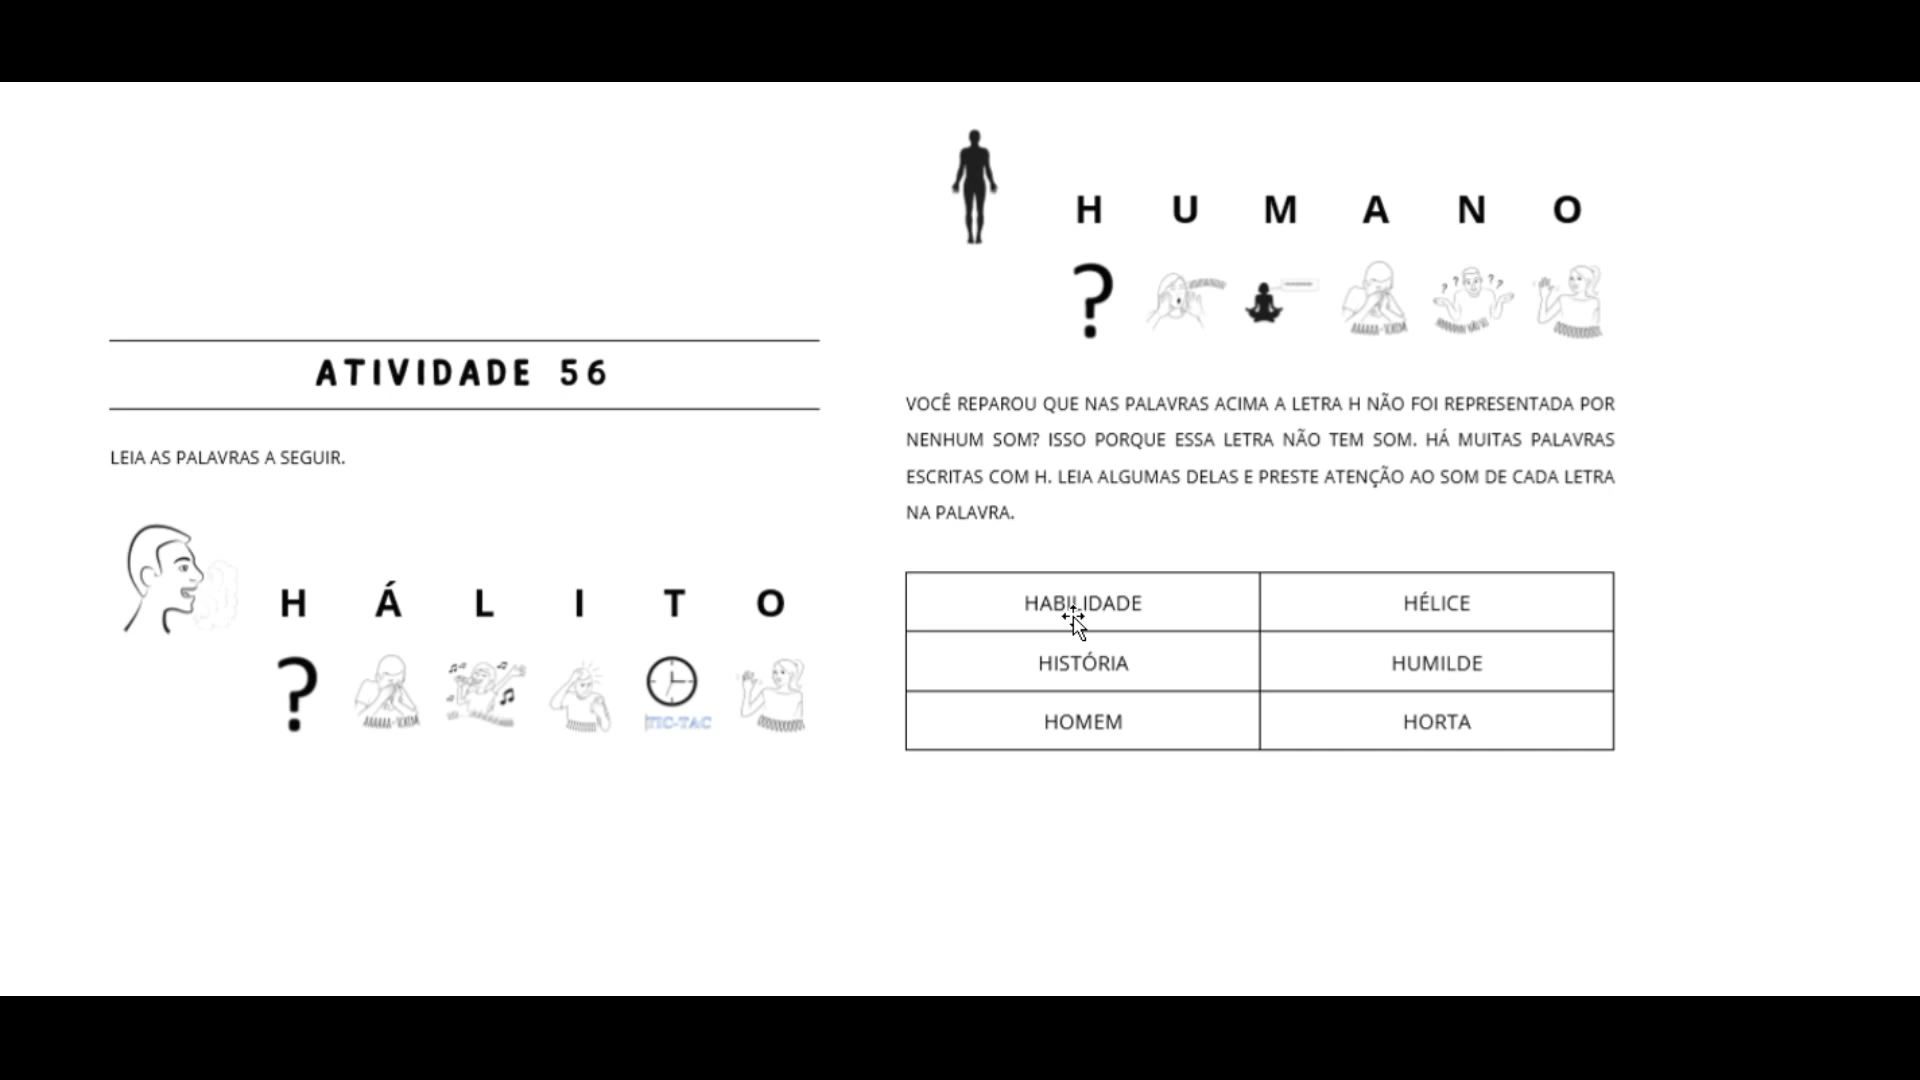 ATIVIDADE 56
LEIA AS PALAVRAS A SEGUIR.
H Á L I T O
?
TIC-TAC
H U M A N O
?
VOCÊ REPAROU QUE NAS PALAVRAS ACIMA A LETRA H NÃO FOI REPRESENTADA POR
NENHUM SOM? ISSO PORQUE ESSA LETRA NÃO TEM SOM. HÁ MUITAS PALAVRAS
ESCRITAS COM H. LEIA ALGUMAS DELAS E PRESTE ATENÇÃO AO SOM DE CADA LETRA
NA PALAVRA.
HABILIDADE HÉLICE
HISTÓRIA HUMILDE
HOMEM HORTA